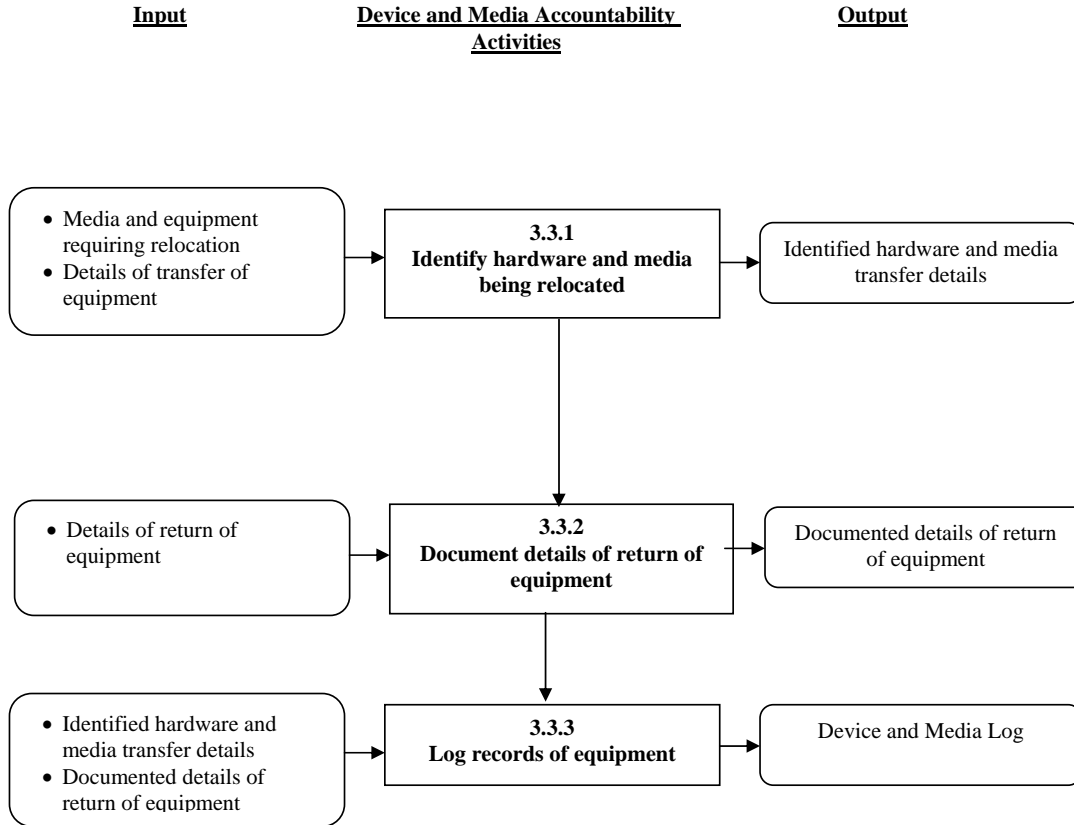 Input
Device and Media Accountability
Activities
Output
• Media and equipment
requiring relocation
• Details of transfer of
equipment
3.3.1
Identify hardware and media
being relocated
Identified hardware and media
transfer details
• Details of return of
equipment
3.3.2
Document details of return of
equipment
Documented details of return
of equipment
• Identified hardware and
media transfer details
• Documented details of
return of equipment
3.3.3
Log records of equipment
Device and Media Log